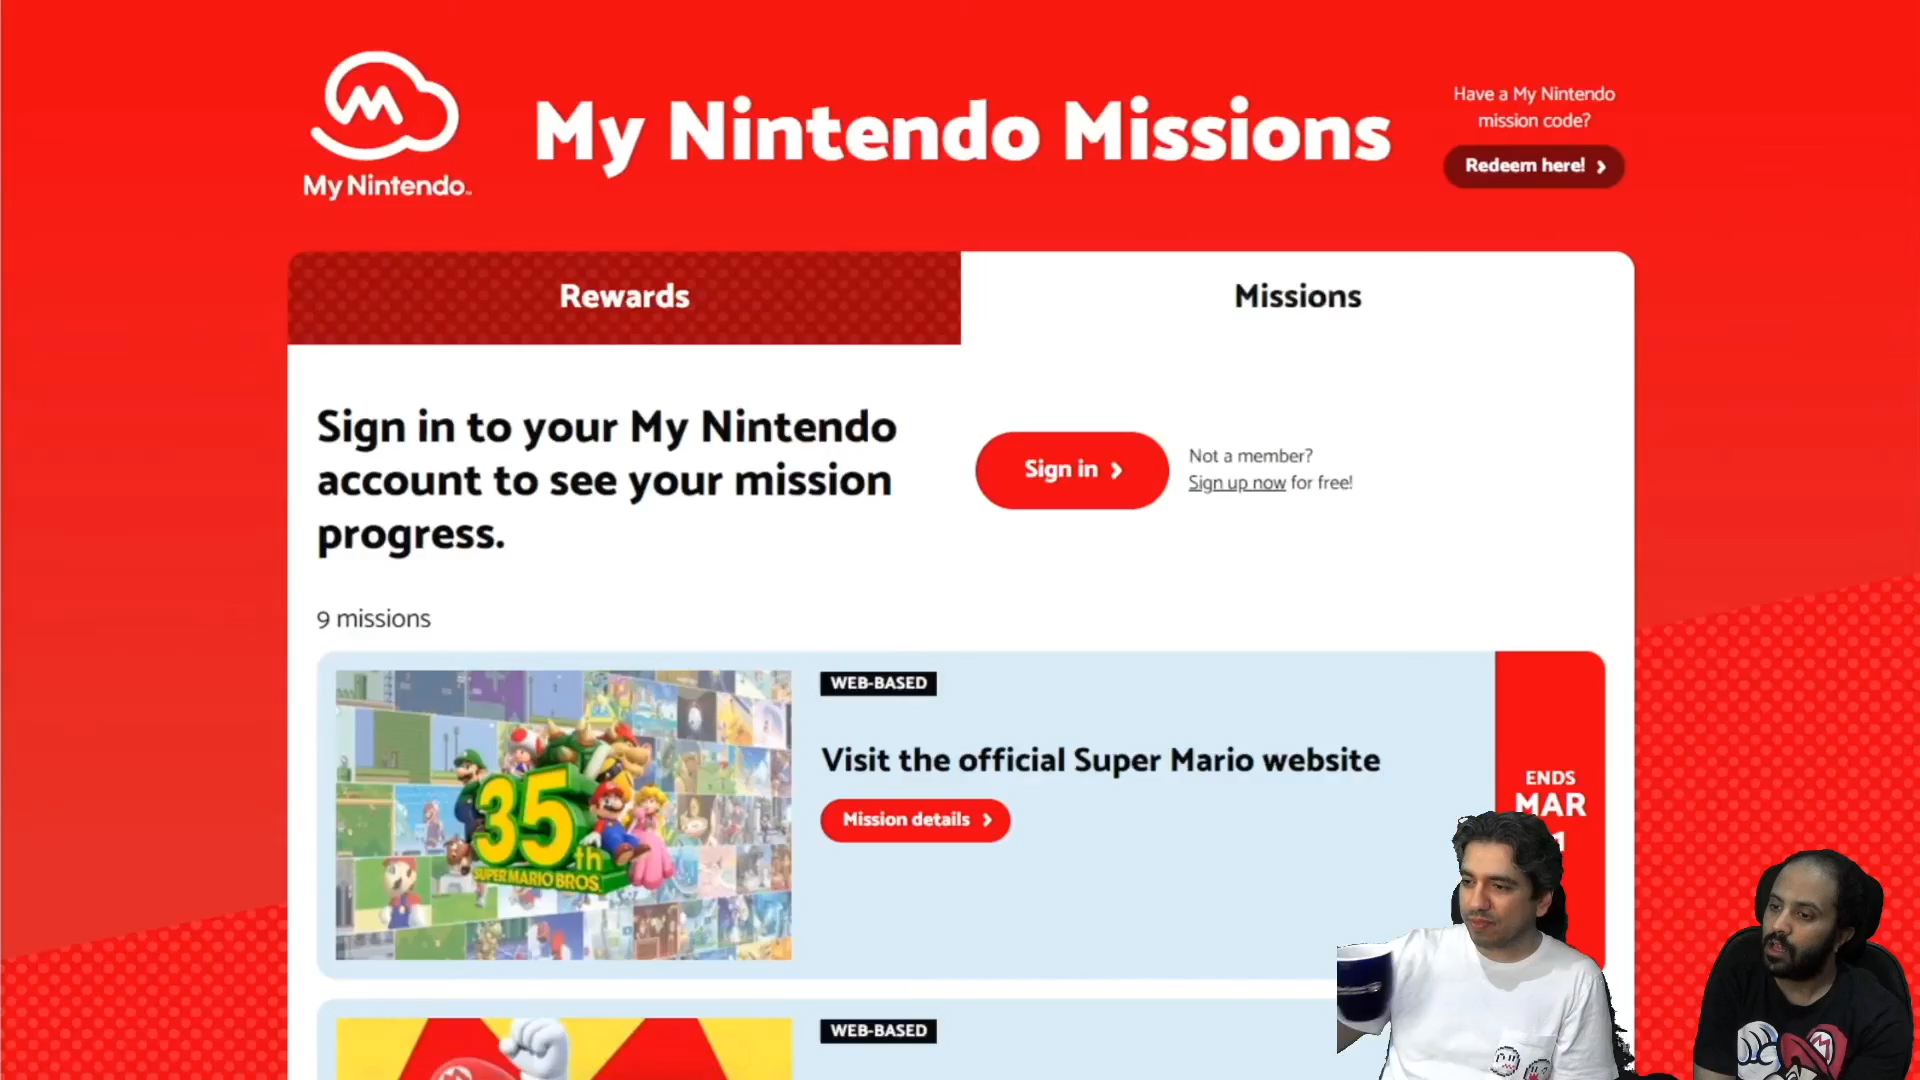 My Nintendo
My Nintendo Missions
Have a My Nintendo
mission code?
Redeem here!
Rewards
Missions
Sign in to your My Nintendo
account to see your mission
progress.
Sign in
Not a member?
Sign up now for free!
9 missions
WEB-BASED
Visit the official Super Mario website
Mission details
35th
SUPER MARIO BROS.
ENDS
MAR
WEB-BASED